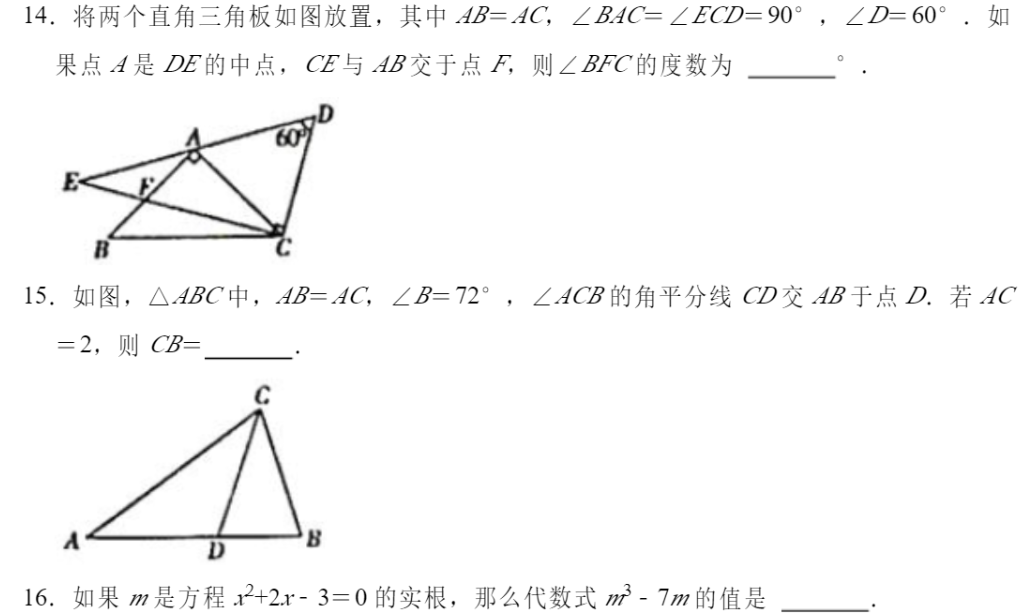 14．将两个直角三角板如图放置，其中 AB＝AC，∠BAC＝∠ECD＝90°，∠D＝60°．如
果点 A 是 DE 的中点，CE 与 AB 交于点 F，则∠BFC 的度数为 ______°．
D
A
60°
E
F
B
C
15．如图，△ABC 中，AB＝AC，∠B＝72°，∠ACB 的角平分线 CD 交 AB 于点 D．若 AC
＝2，则 CB＝______．
C
A
D
B
16．如果 m 是方程 x²+2x﹣3＝0 的实根，那么代数式 m³﹣7m 的值是 ______．